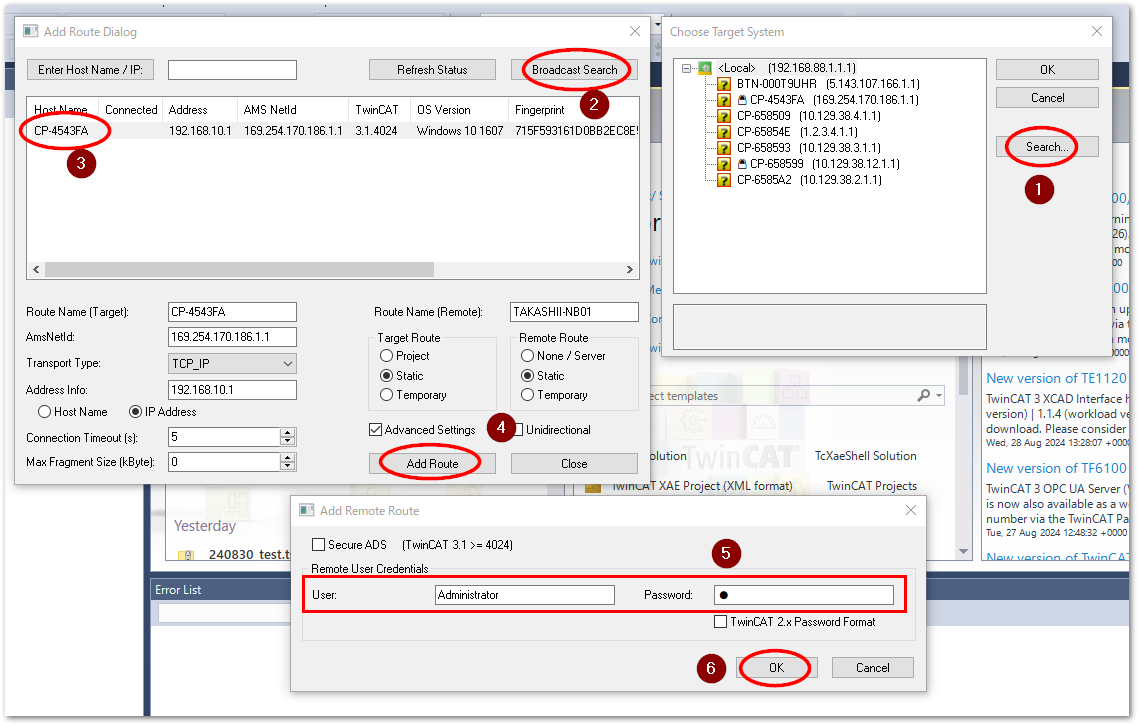 Add Route Dialog
Enter Host Name / IP:
Refresh Status
Broadcast Search
2
Host Name Connected Address AMS NetId TwinCAT OS Version Fingerprint
CP-4543FA 192.168.10.1 169.254.170.186.1.1 3.1.4024 Windows 10 1607 715F593161D0BB2EC8E
3
Route Name (Target): CP-4543FA
Route Name (Remote): TAKASHII-NB01
AmsNetId: 169.254.170.186.1.1
Transport Type: TCP_IP
Address Info: 192.168.10.1
Host Name IP Address
Connection Timeout (s): 5
Max Fragment Size (kByte): 0
Target Route
Project
Static
Temporary
Remote Route
None / Server
Static
Temporary
Advanced Settings
4
Unidirectional
Add Route
Close
Choose Target System
<Local> (192.168.88.1.1.1)
BTN-000T9UHR (5.143.107.166.1.1)
CP-4543FA (169.254.170.186.1.1)
CP-658509 (10.129.38.4.1.1)
CP-65854E (1.2.3.4.1.1)
CP-658593 (10.129.38.3.1.1)
CP-658599 (10.129.38.12.1.1)
CP-6585A2 (10.129.38.2.1.1)
OK
Cancel
Search...
1
ect templates
olution
TwinCAT
TcXaeShell Solution
TwinCAT XAE Project (XML format)
TwinCAT Projects
New version of TE1120
TwinCAT 3 XCAD Interface h
version) | 1.1.4 (workload ve
download. Please consider
Wed, 28 Aug 2024 13:28:07 +0000
New version of TF6100
TwinCAT 3 OPC UA Server (V
is now also available as a w
number via the TwinCAT Pa
Tue, 27 Aug 2024 12:48:32 +0000
New version of TwinCAT
Yesterday
240830_test.ts
Error List
Add Remote Route
Secure ADS (TwinCAT 3.1 >= 4024)
5
Remote User Credentials
User: Administrator
Password: ●
TwinCAT 2.x Password Format
6
OK
Cancel